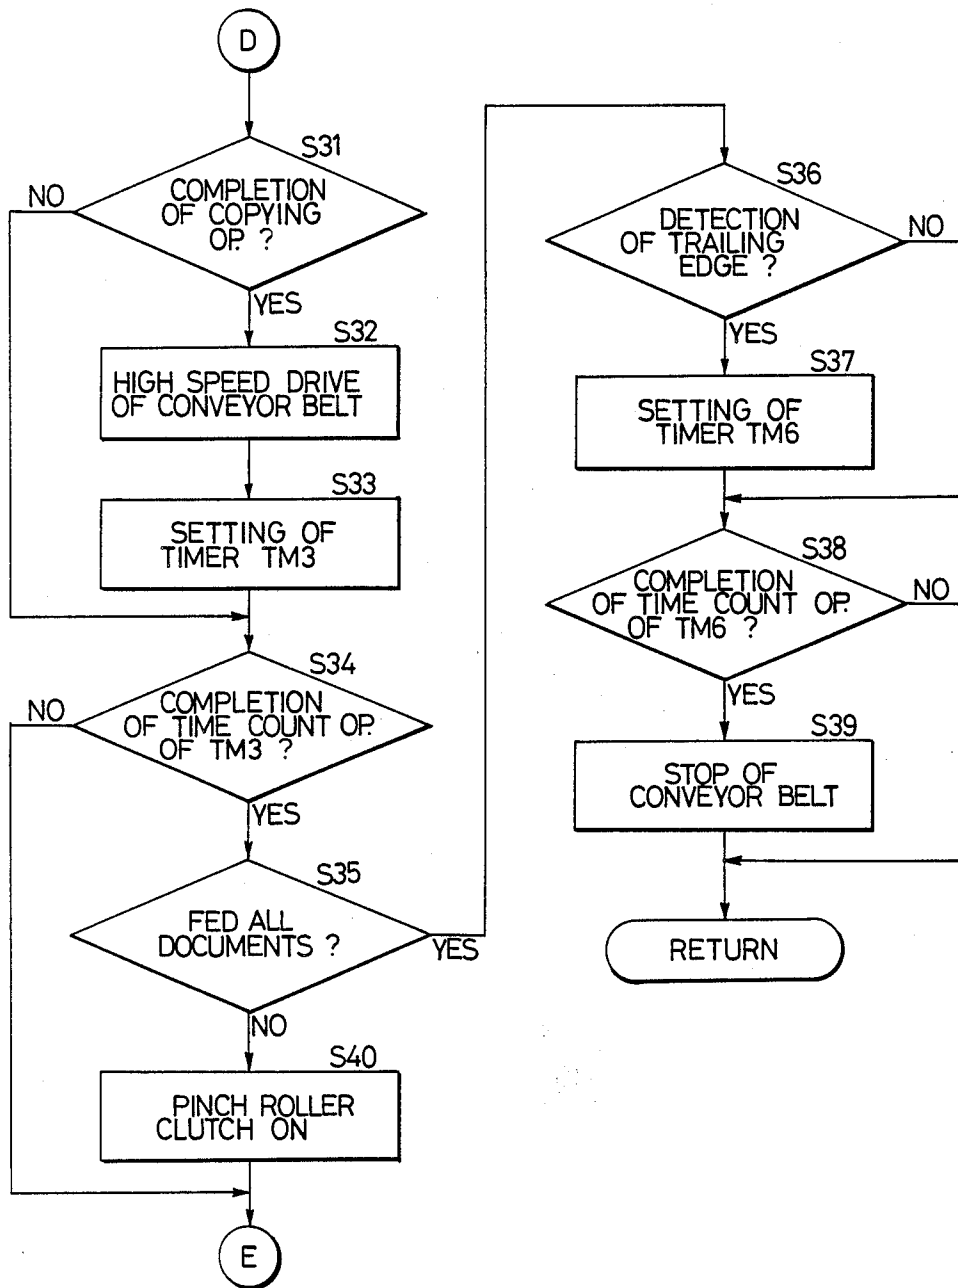 D
S31
NO
COMPLETION
OF COPYING
OP. ?
YES
S32
HIGH SPEED DRIVE
OF CONVEYOR BELT
S33
SETTING OF
TIMER TM3
S34
NO
COMPLETION
OF TIME COUNT OP.
OF TM3 ?
YES
S35
FED ALL
DOCUMENTS ?
YES
NO
S40
PINCH ROLLER
CLUTCH ON
E
S36
DETECTION
OF TRAILING
EDGE ?
NO
YES
S37
SETTING OF
TIMER TM6
S38
COMPLETION
OF TIME COUNT OP.
OF TM6 ?
NO
YES
S39
STOP OF
CONVEYOR BELT
RETURN